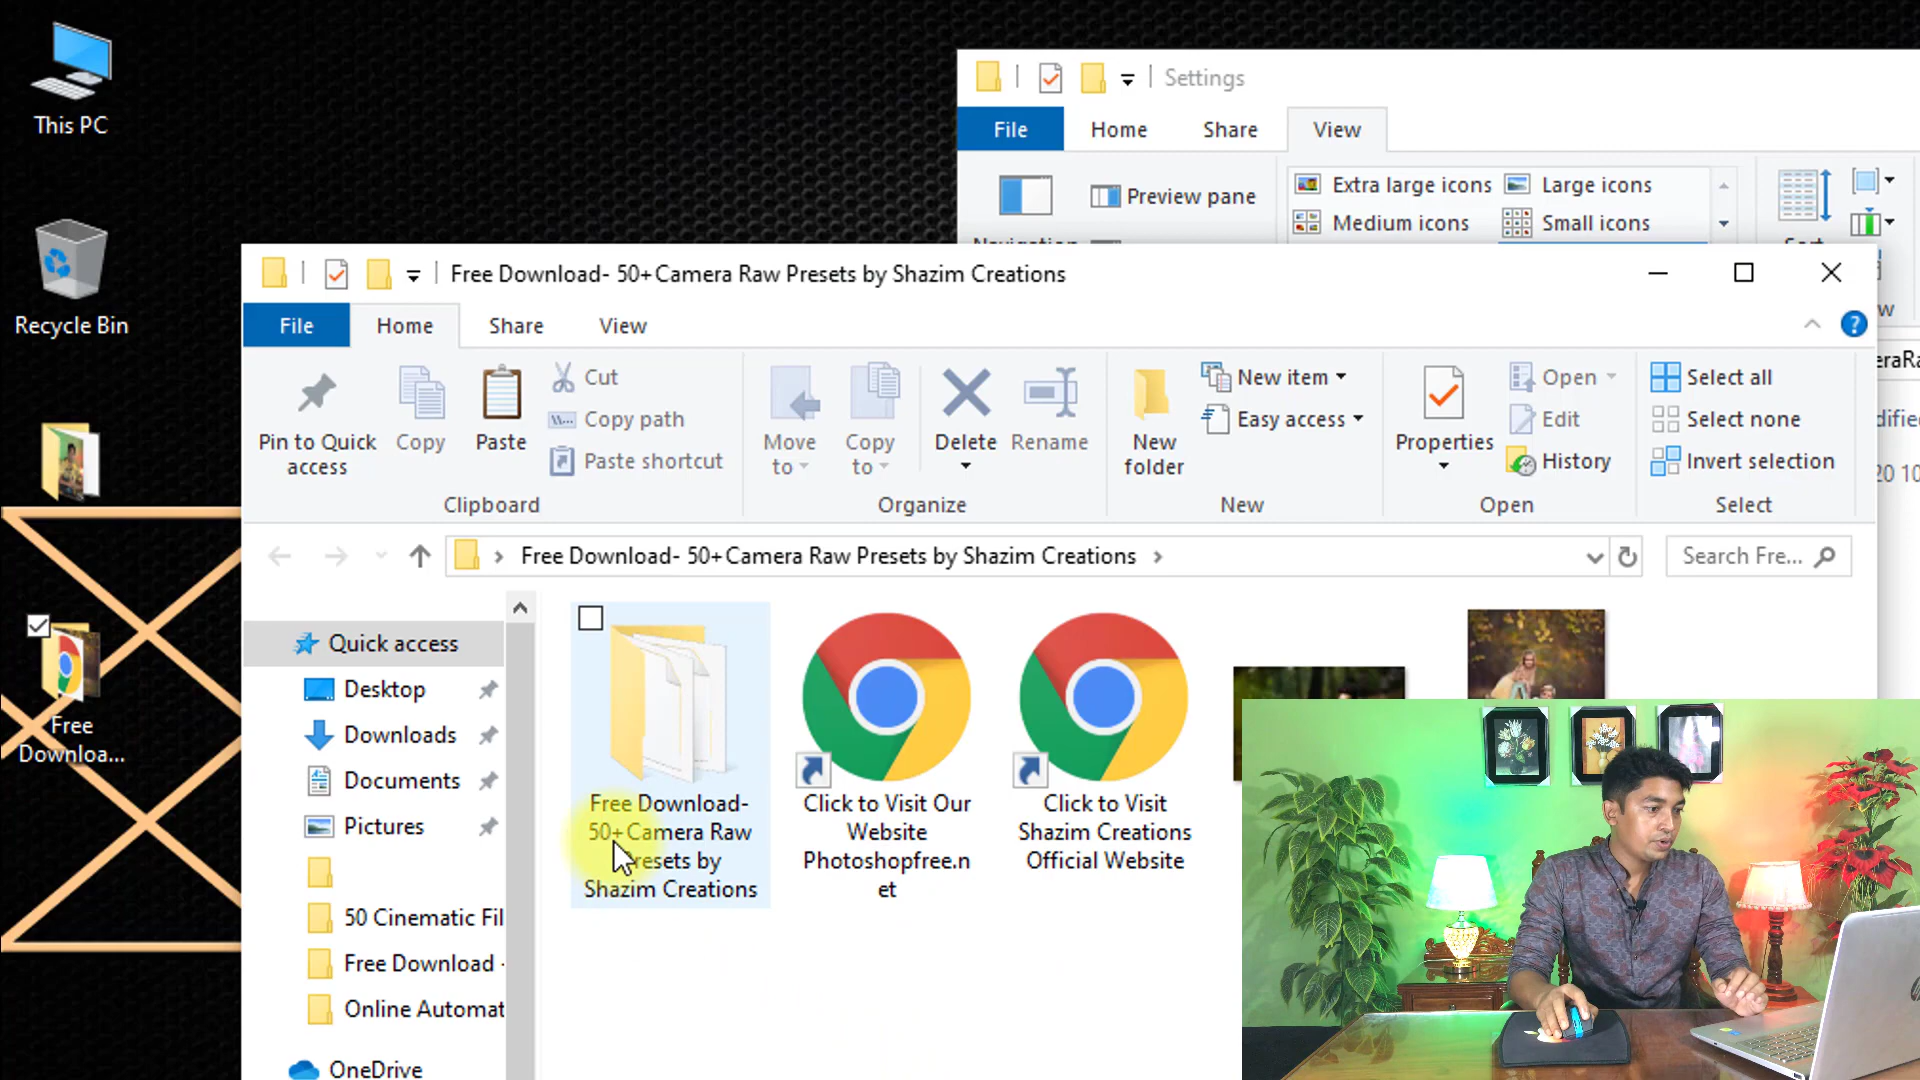 This PC
Recycle Bin
Free
Downloa...
Settings
File Home Share View
Preview pane
Extra large icons
Large icons
Medium icons
Small icons
Free Download- 50+Camera Raw Presets by Shazim Creations
File Home Share View
Pin to Quick
access
Copy
Paste
Cut
Copy path
Paste shortcut
Clipboard
Move
to
Copy
to
Delete
Rename
Organize
New
folder
New item
Easy access
New
Properties
Open
Edit
History
Open
Select all
Select none
Invert selection
Select
Free Download- 50+Camera Raw Presets by Shazim Creations
Search Fre...
Quick access
Desktop
Downloads
Documents
Pictures
50 Cinematic Fil
Free Download -
Online Automat
OneDrive
Free Download-
50+Camera Raw
Presets by
Shazim Creations
Click to Visit Our
Website
Photoshopfree.n
et
Click to Visit
Shazim Creations
Official Website